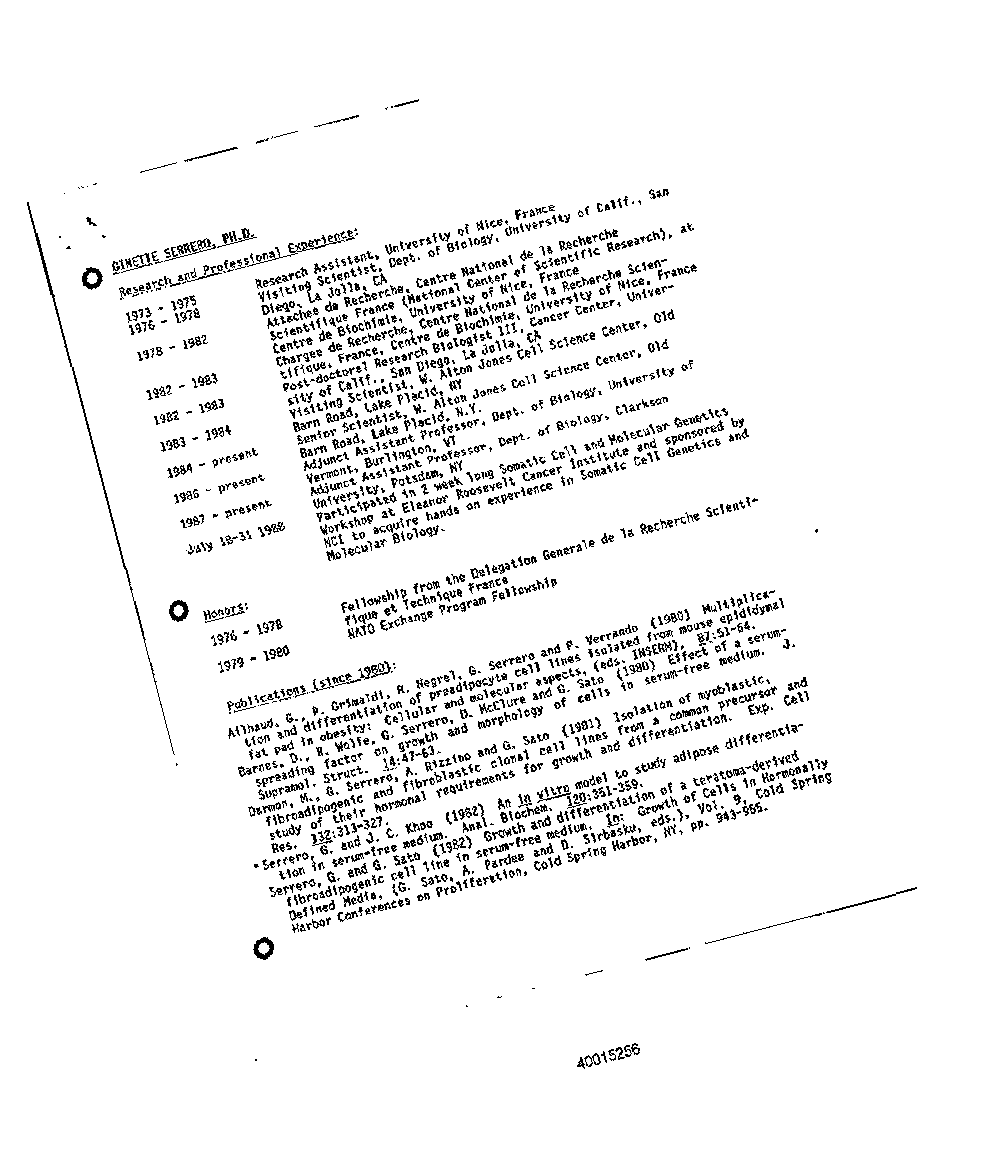 GINETTE SERRERO, PH.D.
Research and Professional Experience:
1973 - 1975 Research Assistant, University of Nice, France
1976 - 1978 Visiting Scientist, Dept. of Biology, University of Calif., San
Diego, La Jolla, CA
1978 - 1982 Attachee de Recherche, Centre National de la Recherche
Scientifique France (National Center of Scientific Research), at
Centre de Biochimie, University of Nice, France
1982 - 1983 Chargee de Recherche, Centre National de la Recherche Scien-
tifique, France, Centre de Biochimie, University of Nice, France
1982 - 1983 Post-doctoral Research Biologist III, Cancer Center, Univer-
sity of Calif., San Diego, La Jolla, CA
1983 - 1984 Visiting Scientist, W. Alton Jones Cell Science Center, Old
Barn Road, Lake Placid, NY
1984 - present Senior Scientist, W. Alton Jones Cell Science Center, Old
Barn Road, Lake Placid, N.Y.
1986 - present Adjunct Assistant Professor, Dept. of Biology, University of
Vermont, Burlington, VT
1987 - present Adjunct Assistant Professor, Dept. of Biology, Clarkson
University, Potsdam, NY
July 18-31 1988 Participated in 2 week long Somatic Cell and Molecular Genetics
Workshop at Eleanor Roosevelt Cancer Institute and sponsored by
NCI to acquire hands on experience in Somatic Cell Genetics and
Molecular Biology.
Honors:
1976 - 1978 Fellowship from the Delegation Generale de la Recherche Scienti-
fique et Technique France
1979 - 1980 NATO Exchange Program Fellowship
Publications (since 1980):
Ailhaud, G., P. Grimaldi, R. Negrel, G. Serrero and P. Verrando (1980) Multiplica-
tion and differentiation of preadipocyte cell lines isolated from mouse epididymal
fat pad in obesity: Cellular and molecular aspects, (eds. INSERM), 87:51-64.
Barnes, D., R. Wolfe, G. Serrero, D. McClure and G. Sato (1980) Effect of a serum-
spreading factor on growth and morphology of cells in serum-free medium. J.
Supramol. Struct. 14:47-63.
Darmon, M., G. Serrero, A. Rizzino and G. Sato (1981) Isolation of myoblastic,
fibroadipogenic and fibroblastic clonal cell lines from a common precursor and
study of their hormonal requirements for growth and differentiation. Exp. Cell
Res. 132:313-327.
*Serrero, G. and J. C. Khoo (1982) An in vitro model to study adipose differentia-
tion in serum-free medium. Anal. Biochem. 120:351-359.
Serrero, G. and G. Sato (1982) Growth and differentiation of a teratoma-derived
fibroadipogenic cell line in serum-free medium. In: Growth of Cells in Hormonally
Defined Media, (G. Sato, A. Pardee and D. Sirbasku, eds.), Vol. 9, Cold Spring
Harbor Conferences on Proliferation, Cold Spring Harbor, NY, pp. 943-955.
40015256